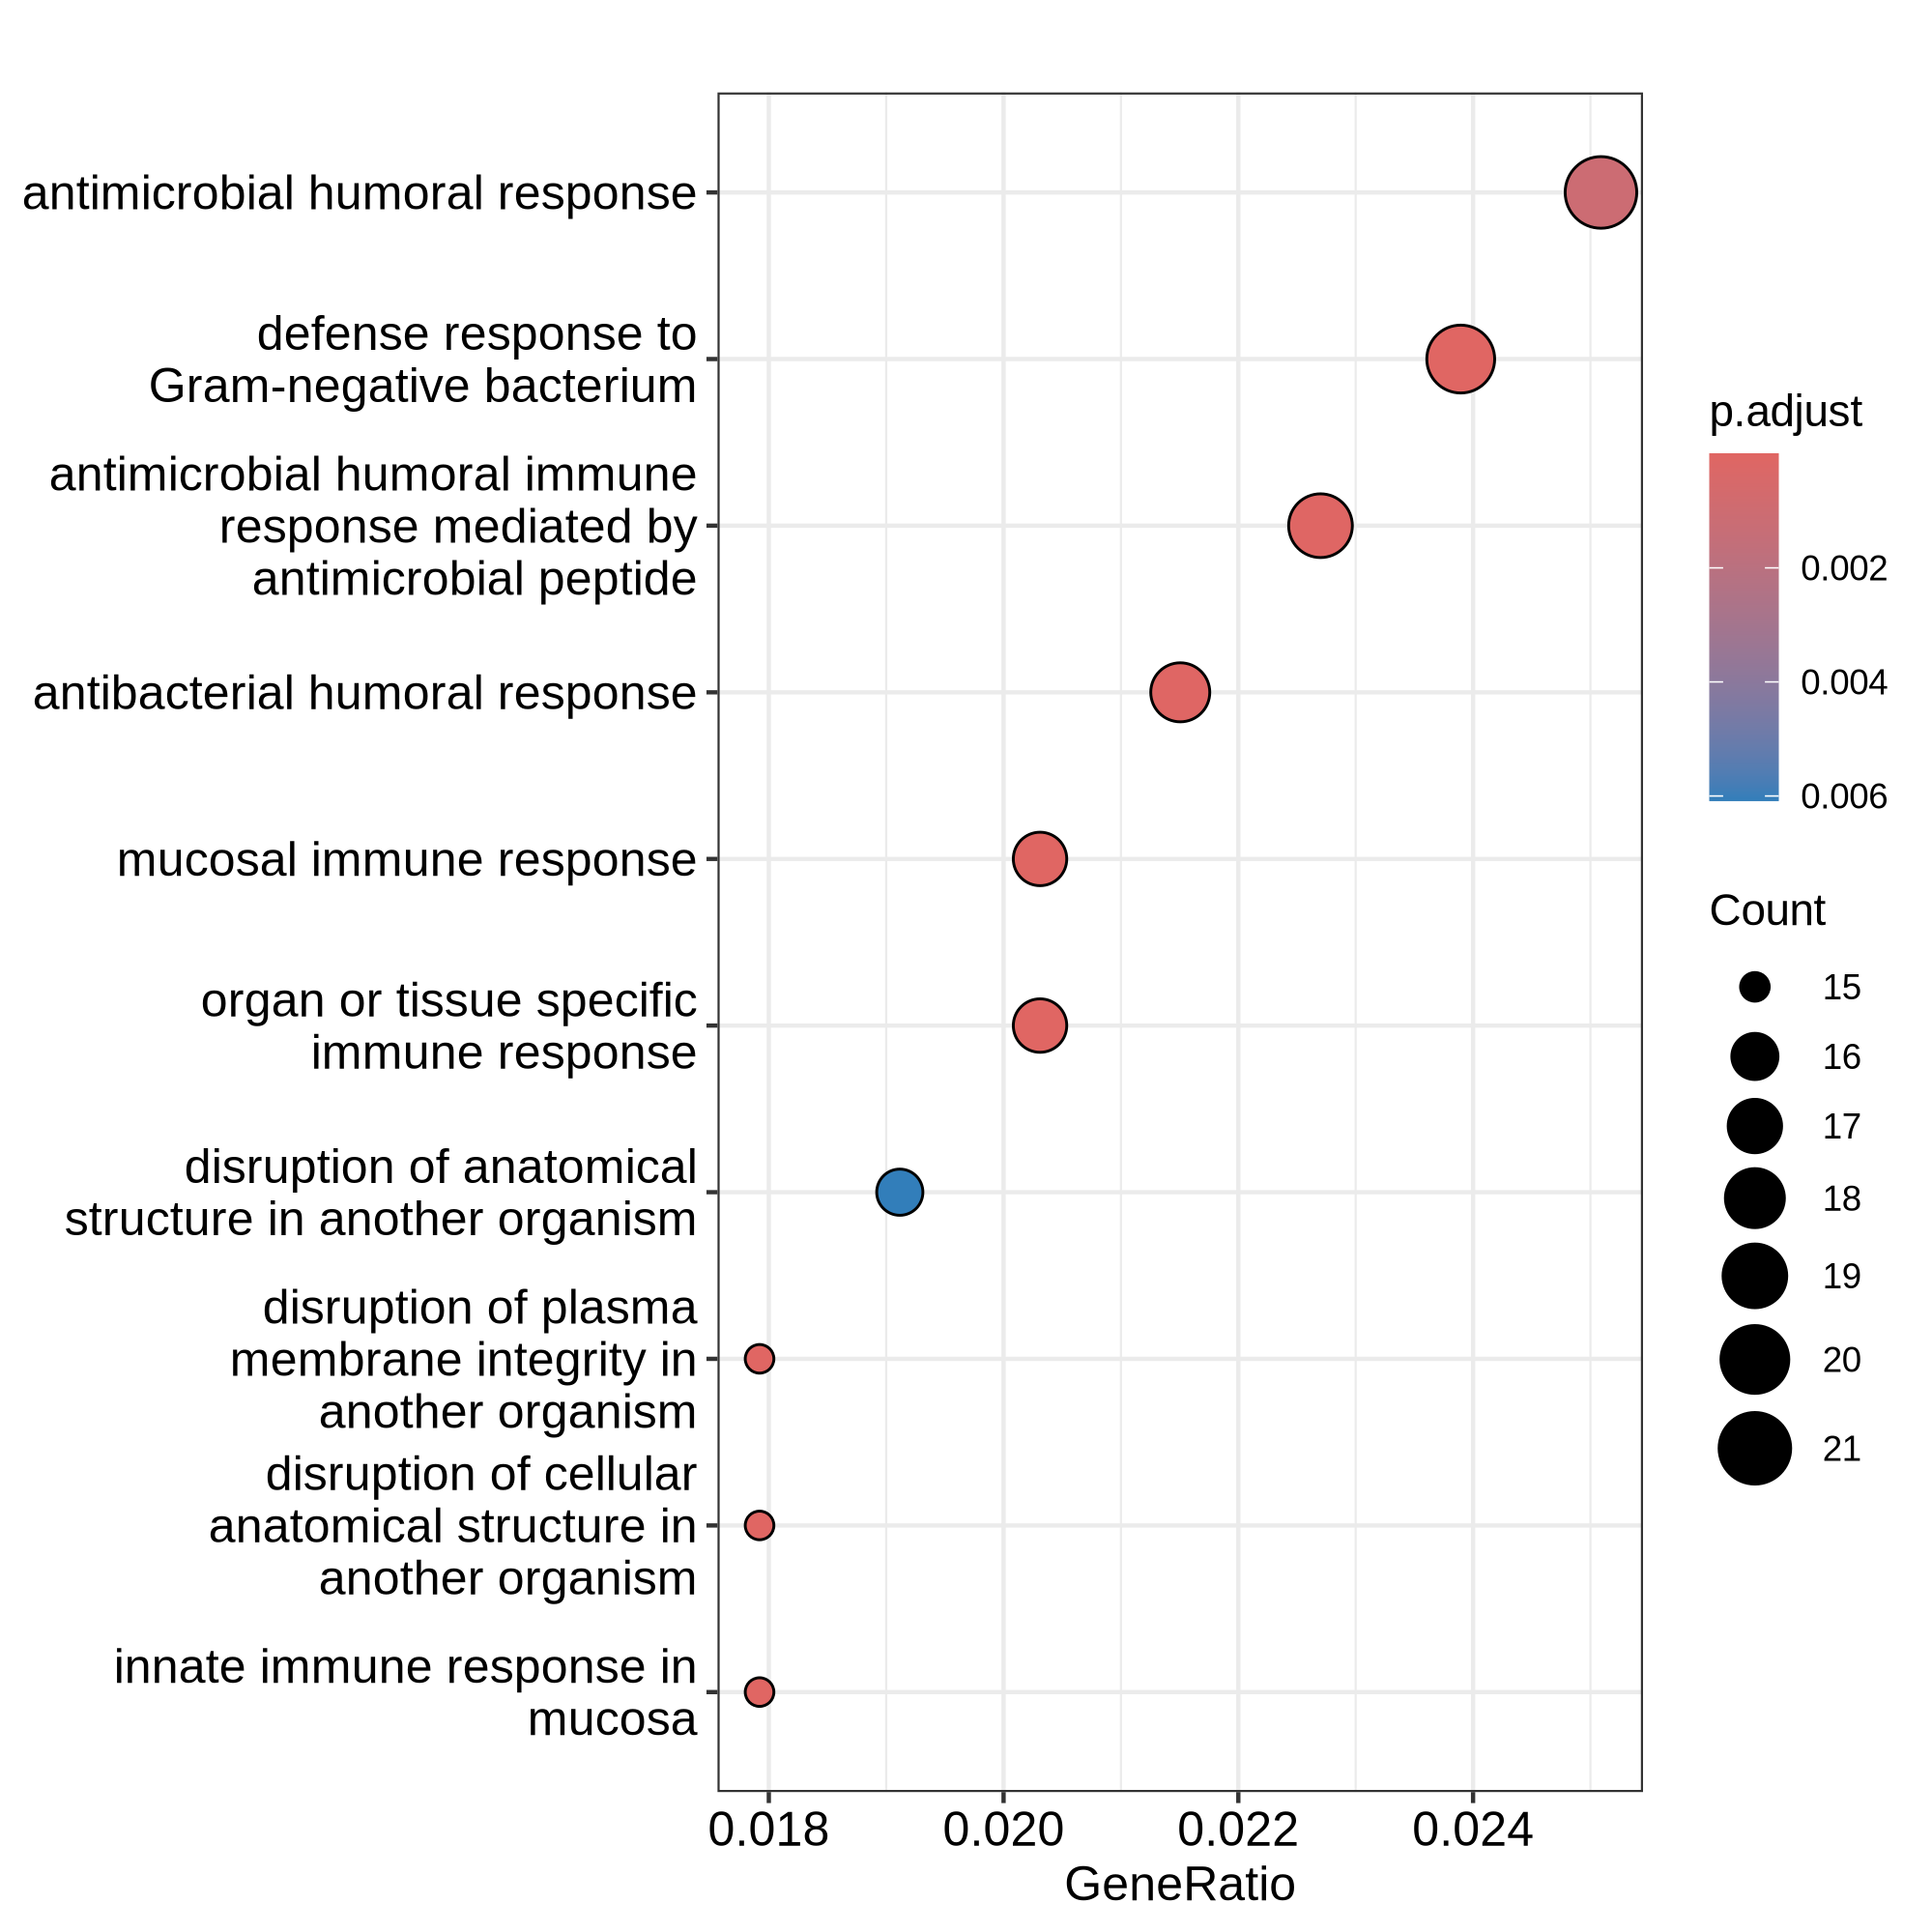 antimicrobial humoral response
defense response to
Gram-negative bacterium
antimicrobial humoral immune
response mediated by
antimicrobial peptide
antibacterial humoral response
mucosal immune response
organ or tissue specific
immune response
disruption of anatomical
structure in another organism
disruption of plasma
membrane integrity in
another organism
disruption of cellular
anatomical structure in
another organism
innate immune response in
mucosa
0.018 0.020 0.022 0.024
GeneRatio
p.adjust
0.002
0.004
0.006
Count
15
16
17
18
19
20
21